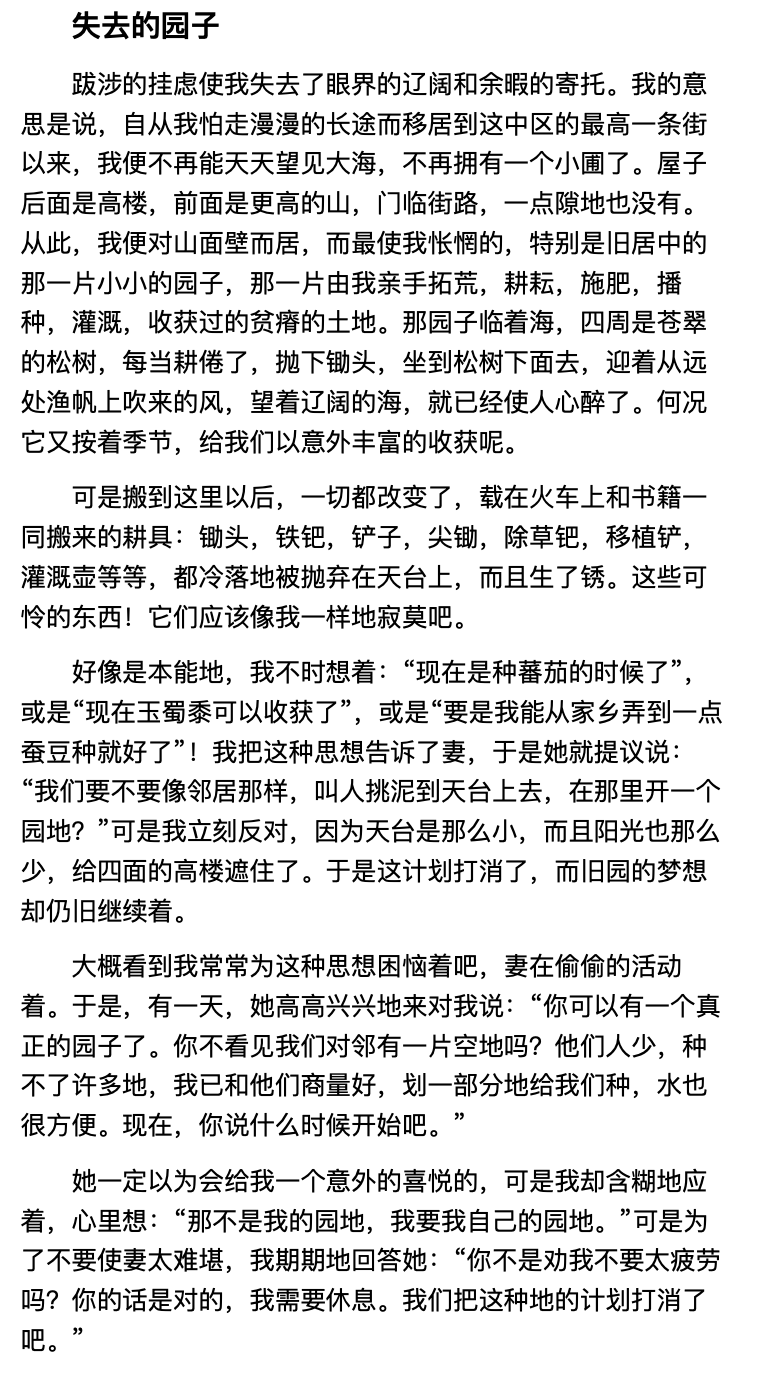 失去的园子
跋涉的挂虑使我失去了眼界的辽阔和余暇的寄托。我的意
思是说，自从我怕走漫漫的长途而移居到这中区的最高一条街
以来，我便不再能天天望见大海，不再拥有一个小圃了。屋子
后面是高楼，前面是更高的山，门临街路，一点隙地也没有。
从此，我便对山面壁而居，而最使我怅惘的，特别是旧居中的
那一片小小的园子，那一片由我亲手拓荒，耕耘，施肥，播
种，灌溉，收获过的贫瘠的土地。那园子临着海，四周是苍翠
的松树，每当耕倦了，抛下锄头，坐到松树下面去，迎着从远
处渔帆上吹来的风，望着辽阔的海，就已经使人心醉了。何况
它又按着季节，给我们以意外丰富的收获呢。
可是搬到这里以后，一切都改变了，载在火车上和书籍一
同搬来的耕具：锄头，铁钯，铲子，尖锄，除草钯，移植铲，
灌溉壶等等，都冷落地被抛弃在天台上，而且生了锈。这些可
怜的东西！它们应该像我一样地寂莫吧。
好像是本能地，我不时想着：“现在是种蕃茄的时候了”，
或是“现在玉蜀黍可以收获了”，或是“要是我能从家乡弄到一点
蚕豆种就好了”！我把这种思想告诉了妻，于是她就提议说：
“我们要不要像邻居那样，叫人挑泥到天台上去，在那里开一个
园地？”可是我立刻反对，因为天台是那么小，而且阳光也那么
少，给四面的高楼遮住了。于是这计划打消了，而旧园的梦想
却仍旧继续着。
大概看到我常常为这种思想困恼着吧，妻在偷偷的活动
着。于是，有一天，她高高兴兴地来对我说：“你可以有一个真
正的园子了。你不看见我们对邻有一片空地吗？他们人少，种
不了许多地，我已和他们商量好，划一部分地给我们种，水也
很方便。现在，你说什么时候开始吧。”
她一定以为会给我一个意外的喜悦的，可是我却含糊地应
着，心里想：“那不是我的园地，我要我自己的园地。”可是为
了不要使妻太难堪，我期期地回答她：“你不是劝我不要太疲劳
吗？你的话是对的，我需要休息。我们把这种地的计划打消了
吧。”